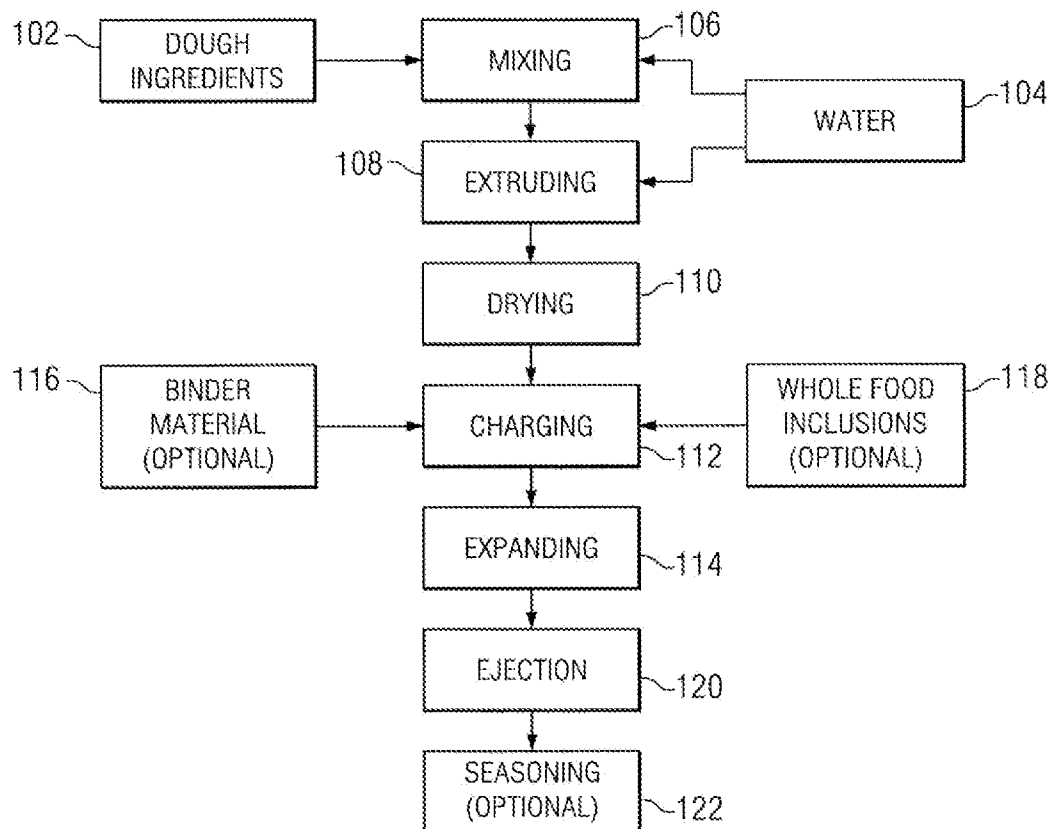 102
DOUGH
INGREDIENTS
MIXING
106
WATER
104
108
EXTRUDING
DRYING
110
116
BINDER
MATERIAL
(OPTIONAL)
CHARGING
112
WHOLE FOOD
INCLUSIONS
(OPTIONAL)
118
EXPANDING
114
EJECTION
120
SEASONING
(OPTIONAL)
122